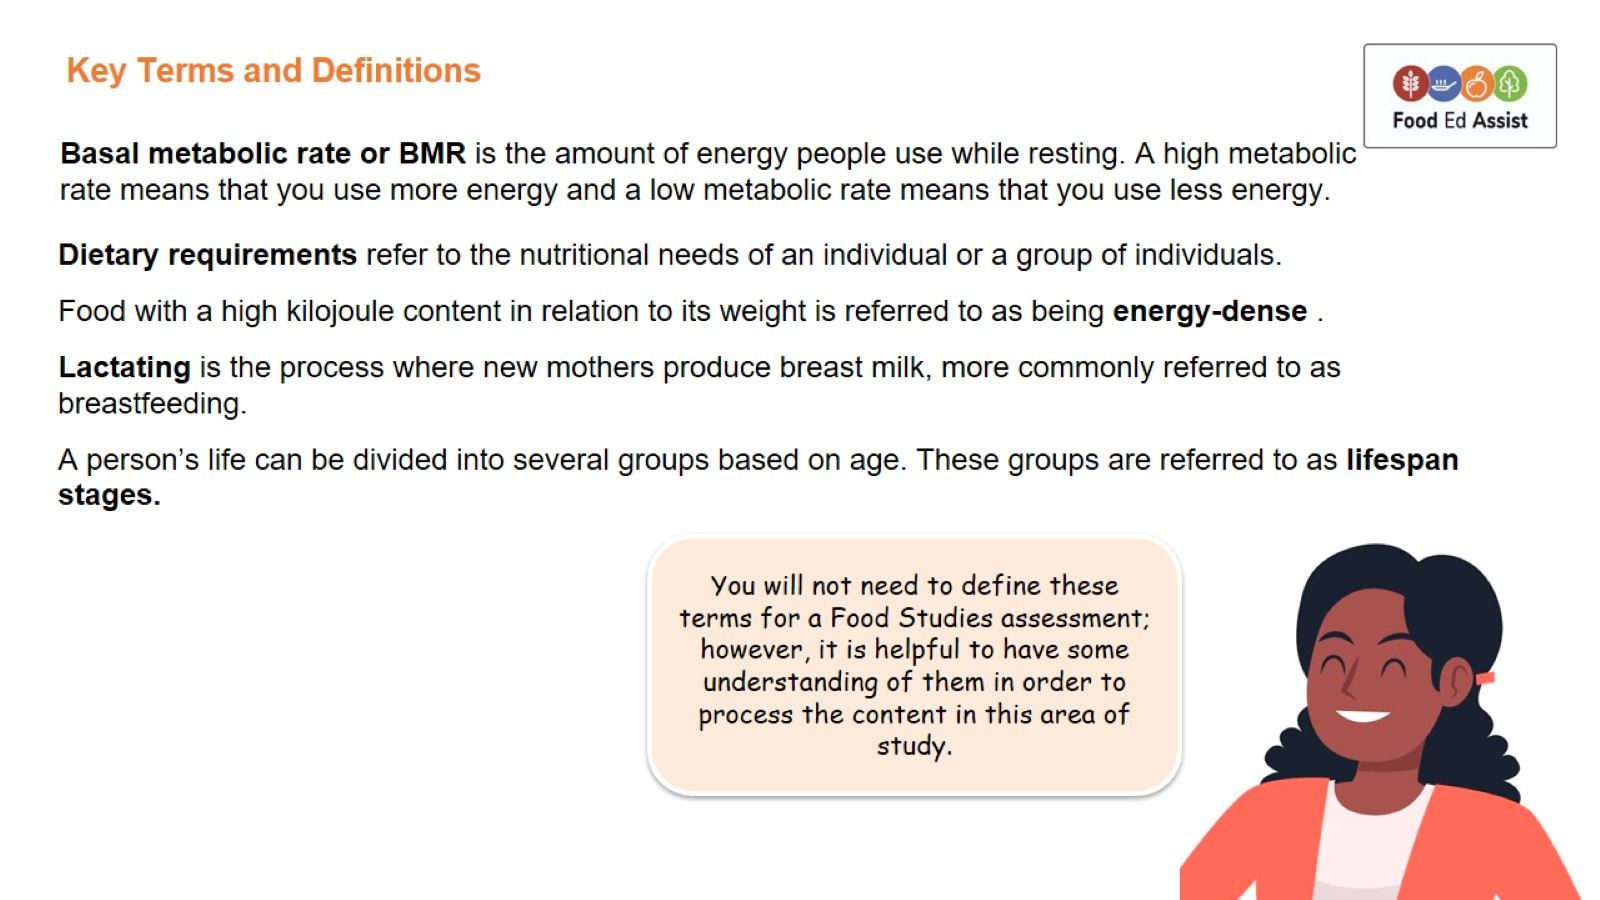 Key Terms and Definitions
Food Ed Assist
Basal metabolic rate or BMR is the amount of energy people use while resting. A high metabolic
rate means that you use more energy and a low metabolic rate means that you use less energy.
Dietary requirements refer to the nutritional needs of an individual or a group of individuals.
Food with a high kilojoule content in relation to its weight is referred to as being energy-dense .
Lactating is the process where new mothers produce breast milk, more commonly referred to as
breastfeeding.
A person’s life can be divided into several groups based on age. These groups are referred to as lifespan
stages.
You will not need to define these
terms for a Food Studies assessment;
however, it is helpful to have some
understanding of them in order to
process the content in this area of
study.